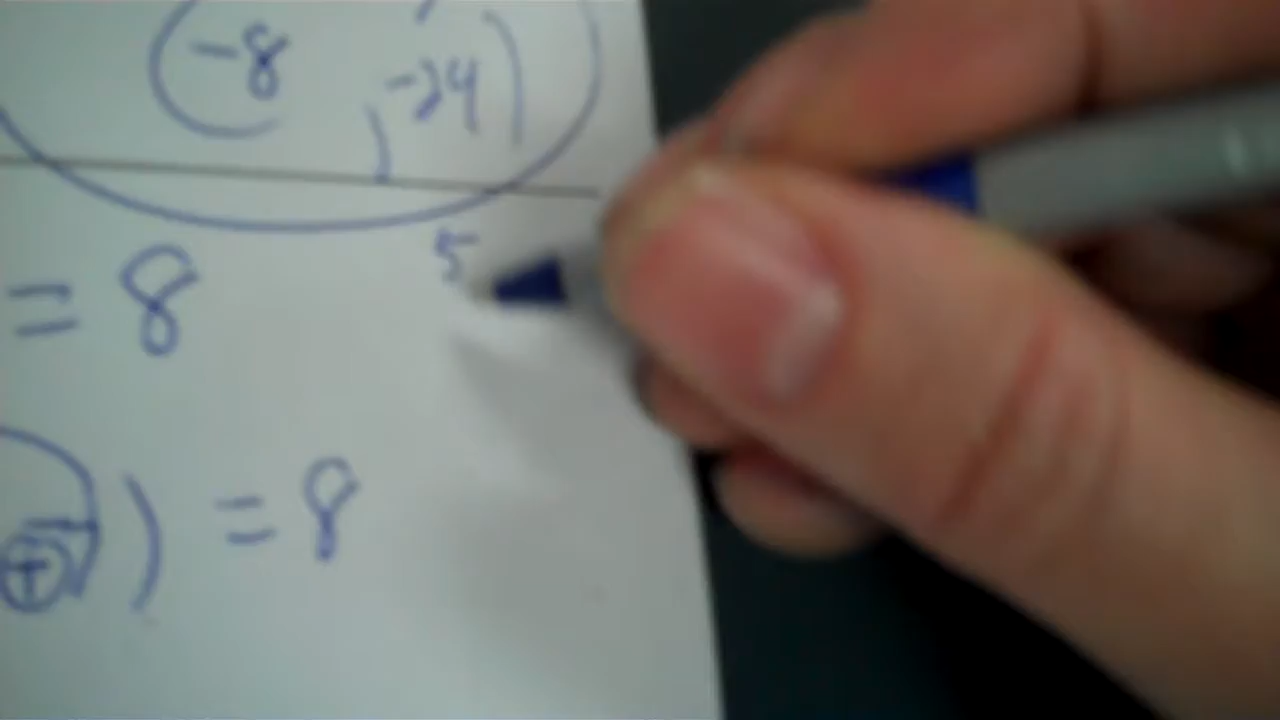 (-8, -24)
= 8
5
) = 8